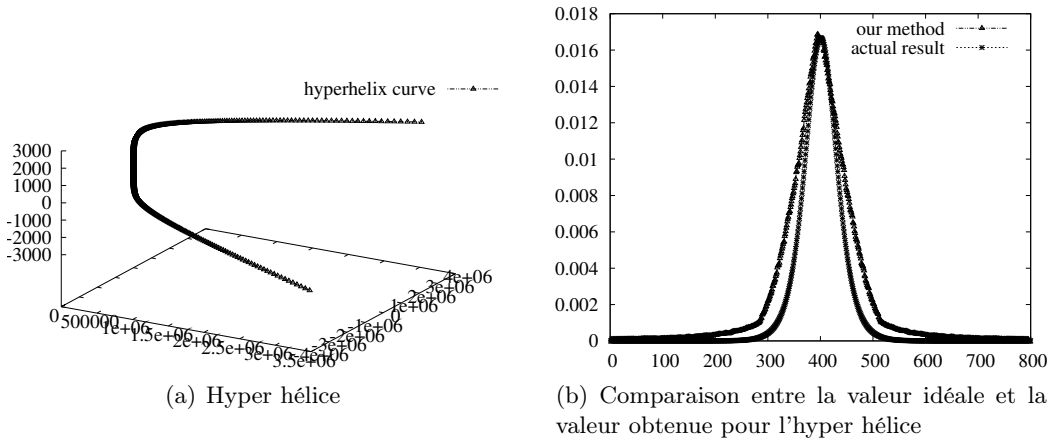 hyperhelix curve
3000
2000
1000
0
-1000
-2000
-3000
0
500000
1e+06
1.5e+06
2e+06
2.5e+06
3e+06
3.5e+06
-4e+06
-3e+06
-2e+06
-1e+06
0
1e+06
2e+06
3e+06
4e+06
(a) Hyper hélice
our method
actual result
0.018
0.016
0.014
0.012
0.01
0.008
0.006
0.004
0.002
0
0 100 200 300 400 500 600 700 800
(b) Comparaison entre la valeur idéale et la
valeur obtenue pour l'hyper hélice